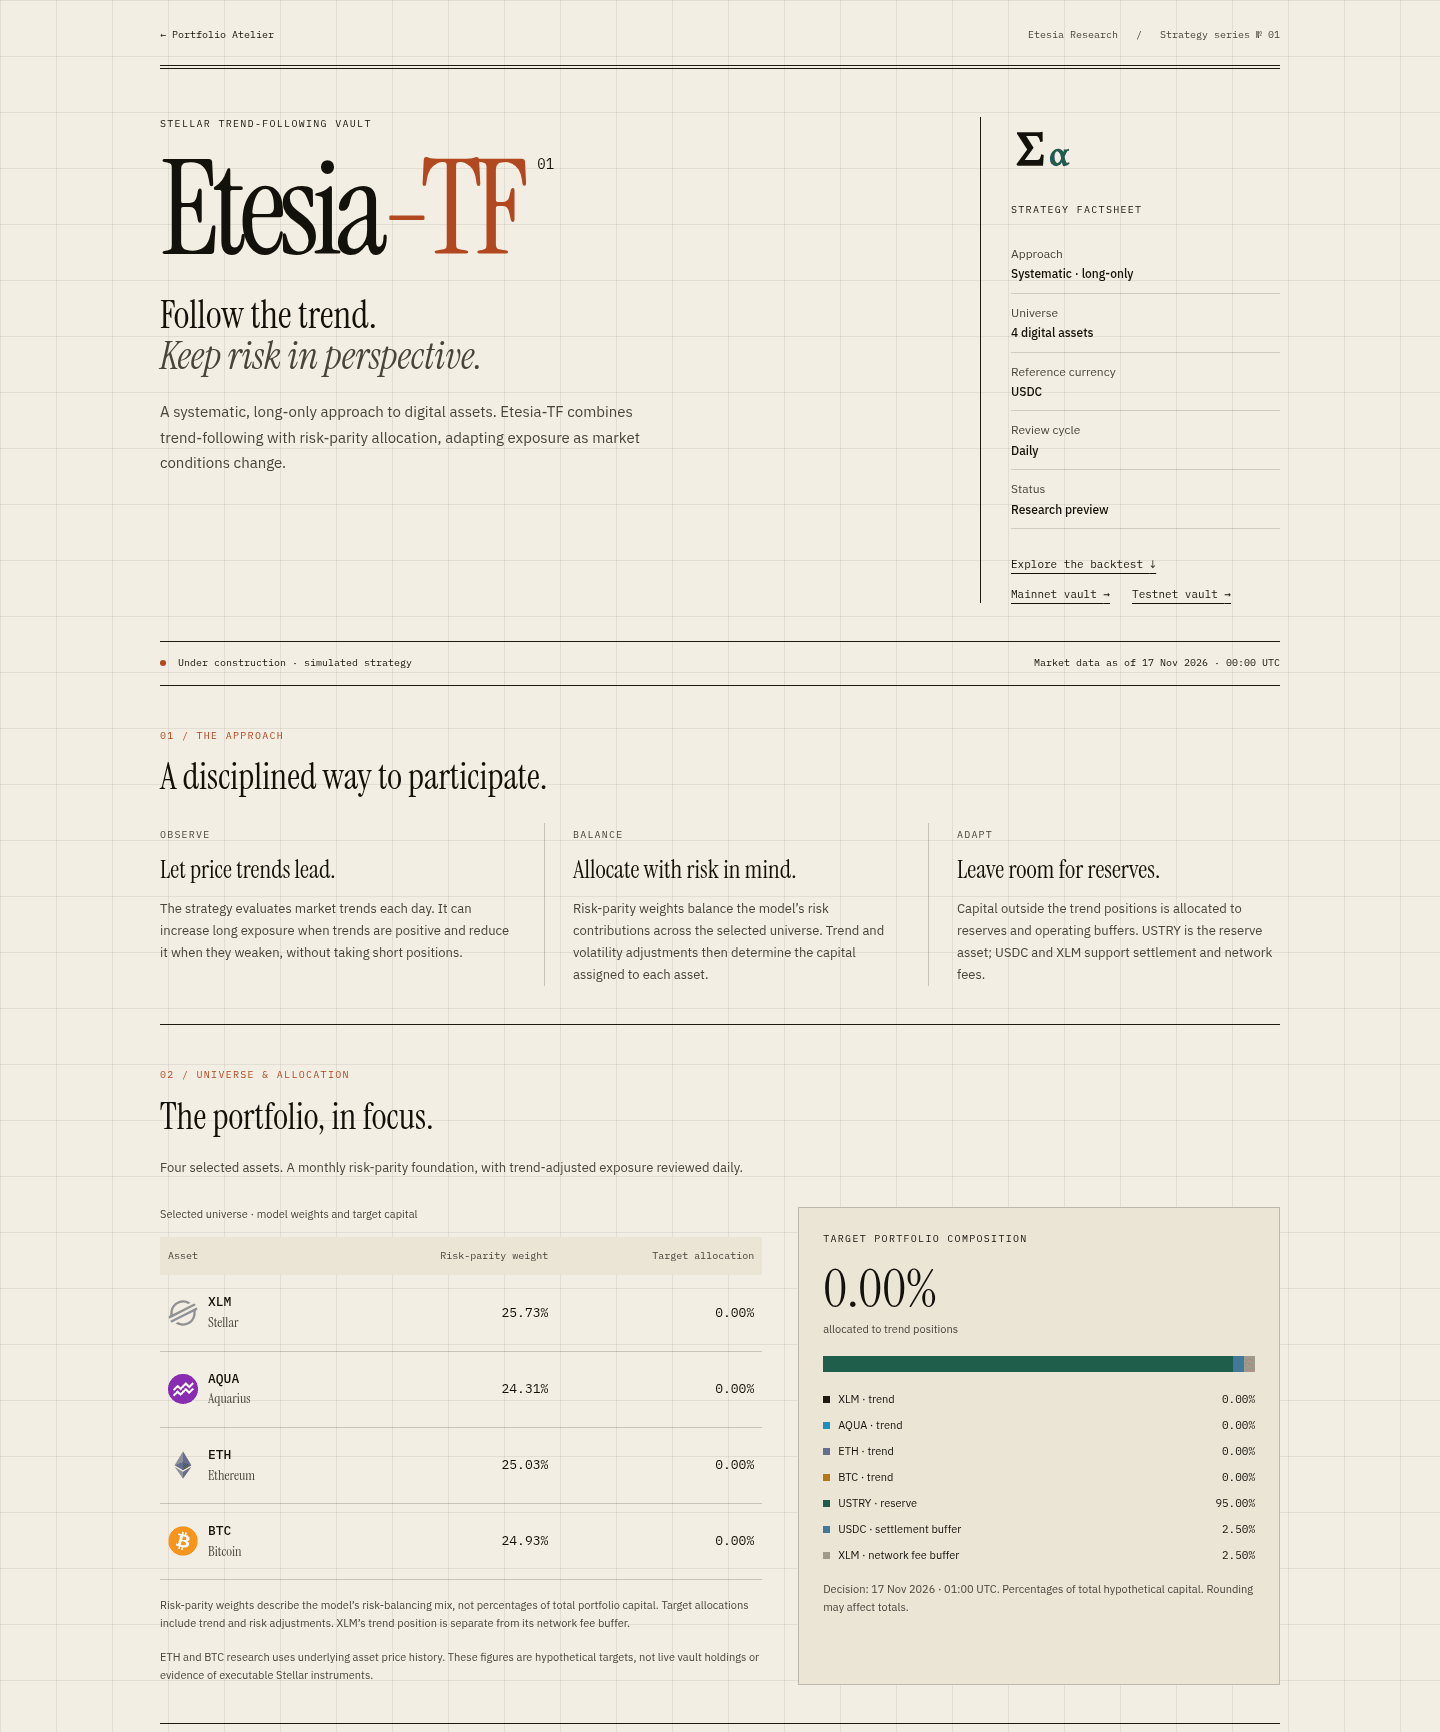 ← Portfolio Atelier
Etesia Research / Strategy series № 01
STELLAR TREND-FOLLOWING VAULT
Etesia–TF 01
Follow the trend.
Keep risk in perspective.
A systematic, long-only approach to digital assets. Etesia-TF combines
trend-following with risk-parity allocation, adapting exposure as market
conditions change.
Σα
STRATEGY FACTSHEET
Approach
Systematic · long-only
Universe
4 digital assets
Reference currency
USDC
Review cycle
Daily
Status
Research preview
Explore the backtest ↓
Mainnet vault → Testnet vault →
Under construction · simulated strategy
Market data as of 17 Nov 2026 · 00:00 UTC
01 / THE APPROACH
A disciplined way to participate.
OBSERVE
Let price trends lead.
The strategy evaluates market trends each day. It can
increase long exposure when trends are positive and reduce
it when they weaken, without taking short positions.
BALANCE
Allocate with risk in mind.
Risk-parity weights balance the model’s risk
contributions across the selected universe. Trend and
volatility adjustments then determine the capital
assigned to each asset.
ADAPT
Leave room for reserves.
Capital outside the trend positions is allocated to
reserves and operating buffers. USTRY is the reserve
asset; USDC and XLM support settlement and network
fees.
02 / UNIVERSE & ALLOCATION
The portfolio, in focus.
Four selected assets. A monthly risk-parity foundation, with trend-adjusted exposure reviewed daily.
Selected universe · model weights and target capital
Asset Risk-parity weight Target allocation
XLM
Stellar
25.73% 0.00%
AQUA
Aquarius
24.31% 0.00%
ETH
Ethereum
25.03% 0.00%
BTC
Bitcoin
24.93% 0.00%
Risk-parity weights describe the model’s risk-balancing mix, not percentages of total portfolio capital. Target allocations
include trend and risk adjustments. XLM’s trend position is separate from its network fee buffer.
ETH and BTC research uses underlying asset price history. These figures are hypothetical targets, not live vault holdings or
evidence of executable Stellar instruments.
TARGET PORTFOLIO COMPOSITION
0.00%
allocated to trend positions
XLM · trend 0.00%
AQUA · trend 0.00%
ETH · trend 0.00%
BTC · trend 0.00%
USTRY · reserve 95.00%
USDC · settlement buffer 2.50%
XLM · network fee buffer 2.50%
Decision: 17 Nov 2026 · 01:00 UTC. Percentages of total hypothetical capital. Rounding
may affect totals.